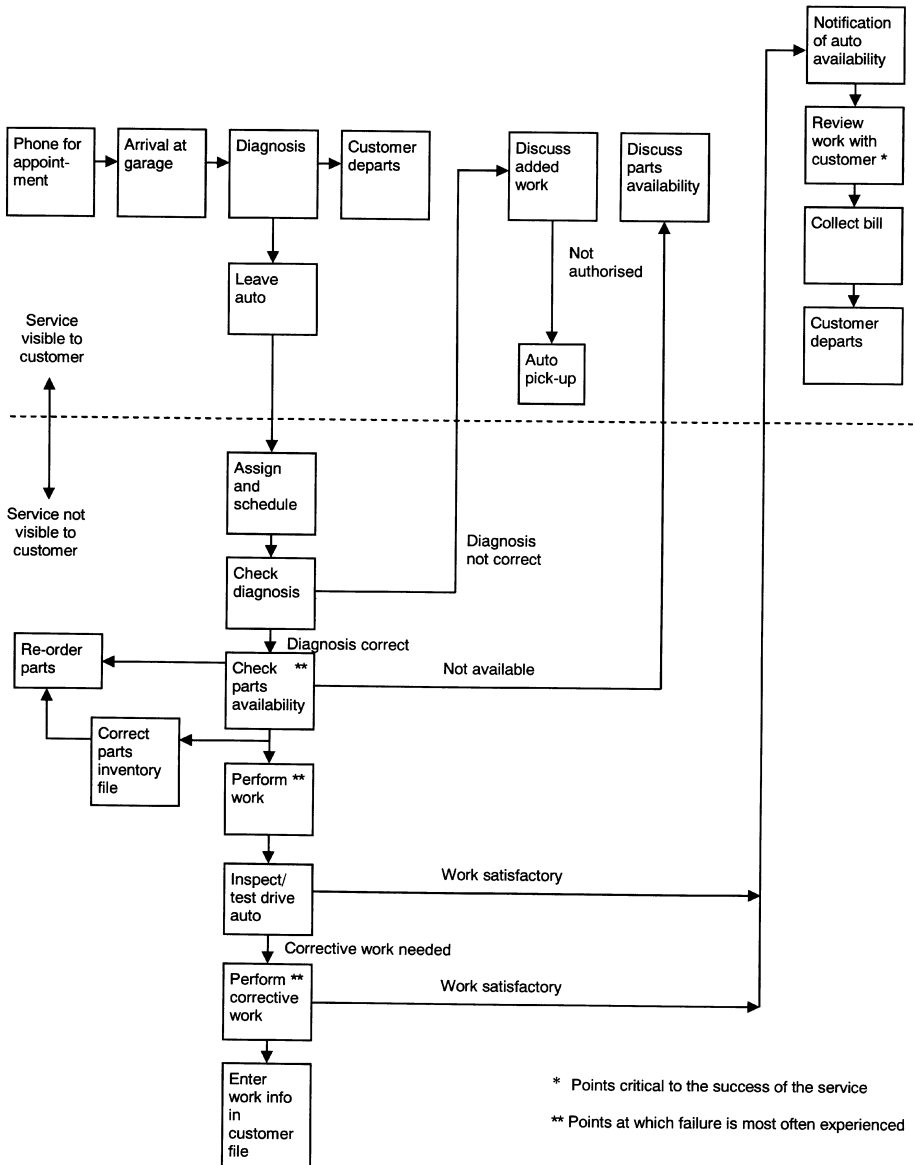 Notification
of auto
availability
Review
work with
customer *
Collect bill
Customer
departs
Phone for
appoint-
ment
Arrival at
garage
Diagnosis
Customer
departs
Discuss
added
work
Discuss
parts
availability
Leave
auto
Not
authorised
Auto
pick-up
Service
visible to
customer
Service not
visible to
customer
Assign
and
schedule
Check
diagnosis
Diagnosis
not correct
Diagnosis correct
Re-order
parts
Check **
parts
availability
Not available
Correct
parts
inventory
file
Perform **
work
Inspect/
test drive
auto
Work satisfactory
Corrective work needed
Perform **
corrective
work
Work satisfactory
Enter
work info
in
customer
file
* Points critical to the success of the service
** Points at which failure is most often experienced